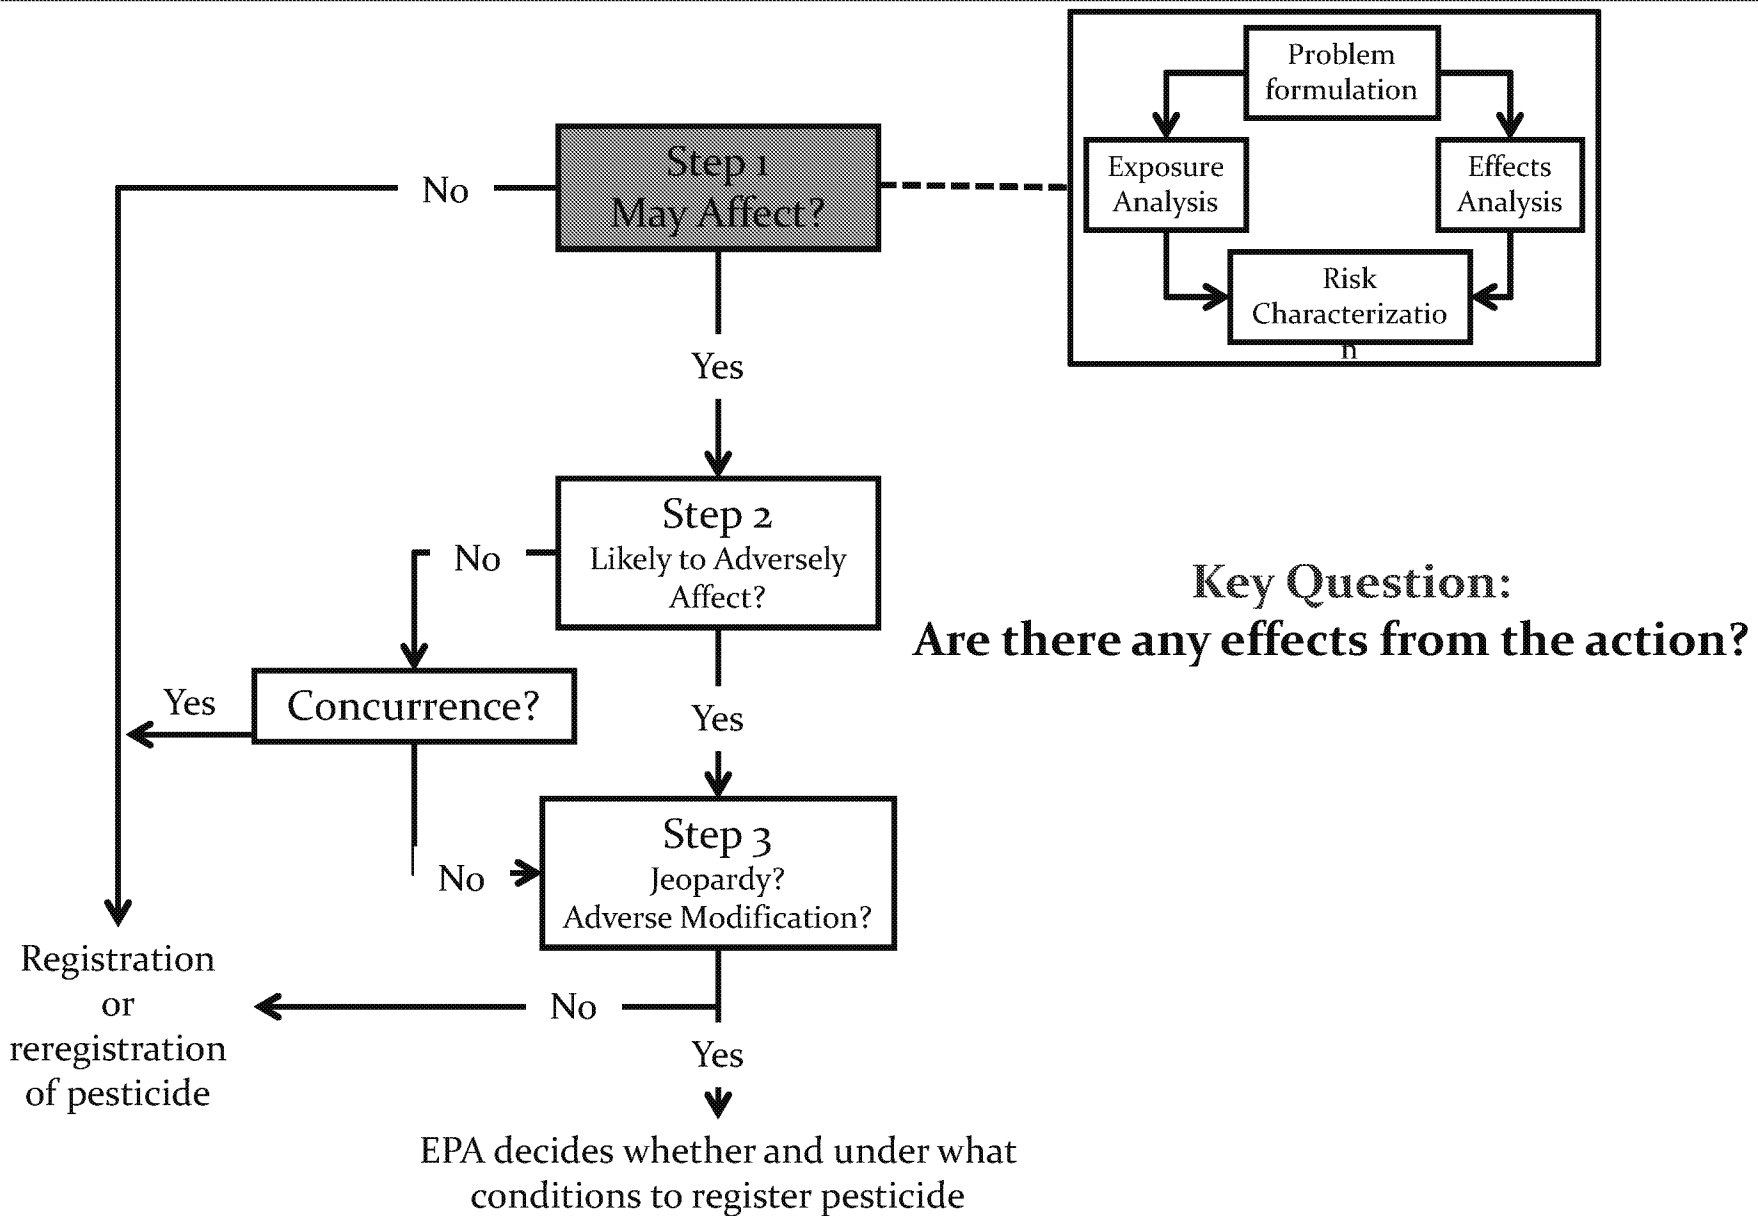 Problem
formulation
Exposure
Analysis
Effects
Analysis
Risk
Characterizatio
n
Step 1
May Affect?
No
Yes
Step 2
Likely to Adversely
Affect?
No
Key Question:
Are there any effects from the action?
Concurrence?
Yes
Yes
Step 3
Jeopardy?
Adverse Modification?
No
Registration
or
reregistration
of pesticide
No
Yes
EPA decides whether and under what
conditions to register pesticide